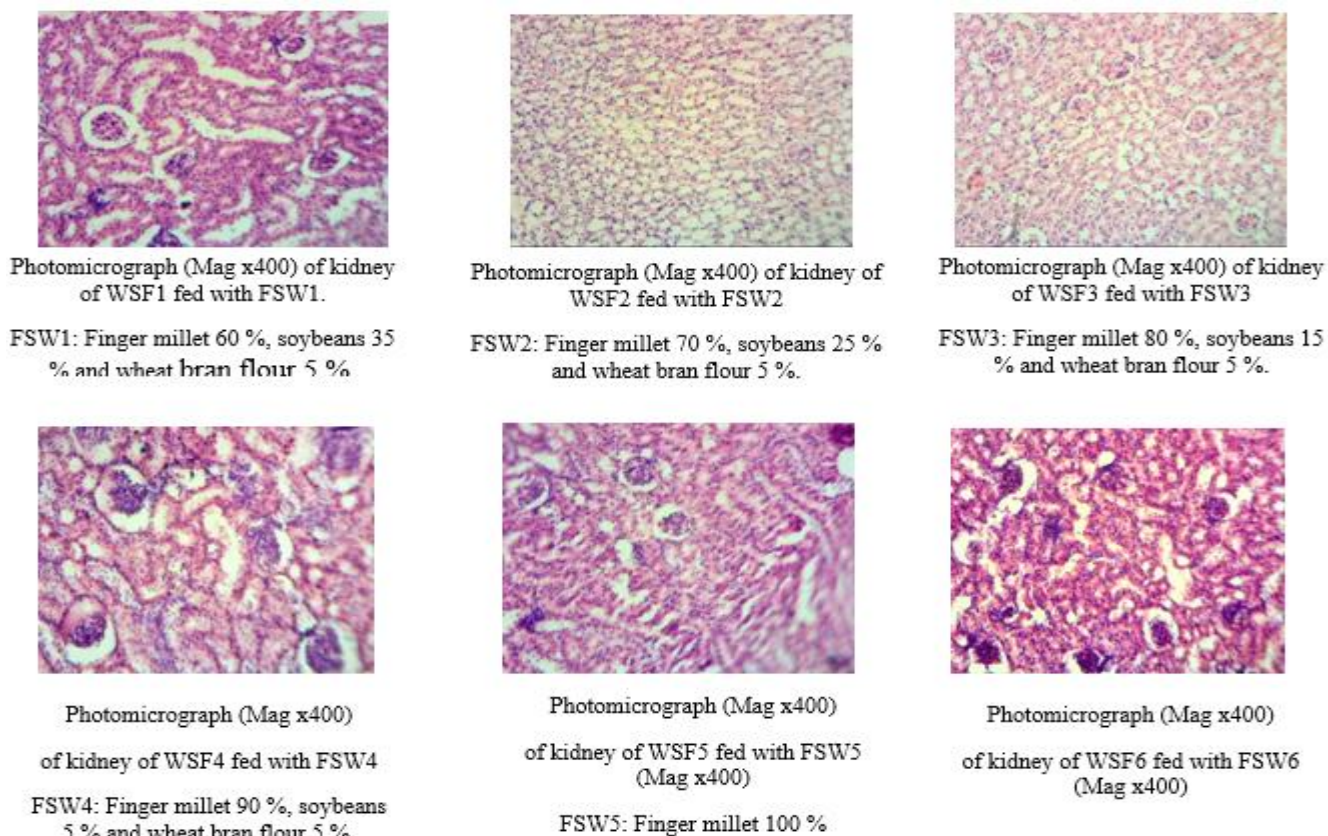 Photomicrograph (Mag x400) of kidney
of WSF1 fed with FSW1.
FSW1: Finger millet 60 %, soybeans 35
% and wheat bran flour 5 %
Photomicrograph (Mag x400) of kidney of
WSF2 fed with FSW2
FSW2: Finger millet 70 %, soybeans 25 %
and wheat bran flour 5 %.
Photomicrograph (Mag x400) of kidney
of WSF3 fed with FSW3
FSW3: Finger millet 80 %, soybeans 15
% and wheat bran flour 5 %.
Photomicrograph (Mag x400)
of kidney of WSF4 fed with FSW4
FSW4: Finger millet 90 %, soybeans
5 % and wheat bran flour 5 %
Photomicrograph (Mag x400)
of kidney of WSF5 fed with FSW5
(Mag x400)
FSW5: Finger millet 100 %
Photomicrograph (Mag x400)
of kidney of WSF6 fed with FSW6
(Mag x400)